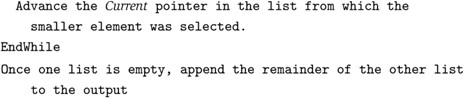 Advance the Current pointer in the list from which the
smaller element was selected.
EndWhile
Once one list is empty, append the remainder of the other list
to the output